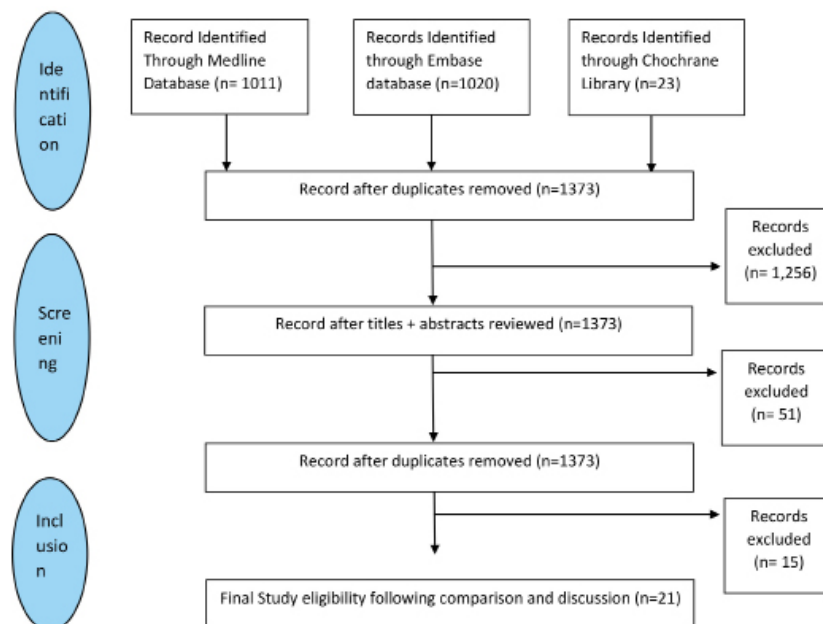 Ide
ntifi
cati
on
Record Identified
Through Medline
Database (n= 1011)
Records Identified
through Embase
database (n=1020)
Records Identified
through Chochrane
Library (n=23)
Record after duplicates removed (n=1373)
Records
excluded
(n= 1,256)
Scre
eni
ng
Record after titles + abstracts reviewed (n=1373)
Records
excluded
(n= 51)
Record after duplicates removed (n=1373)
Incl
usio
n
Records
excluded
(n= 15)
Final Study eligibility following comparison and discussion (n=21)